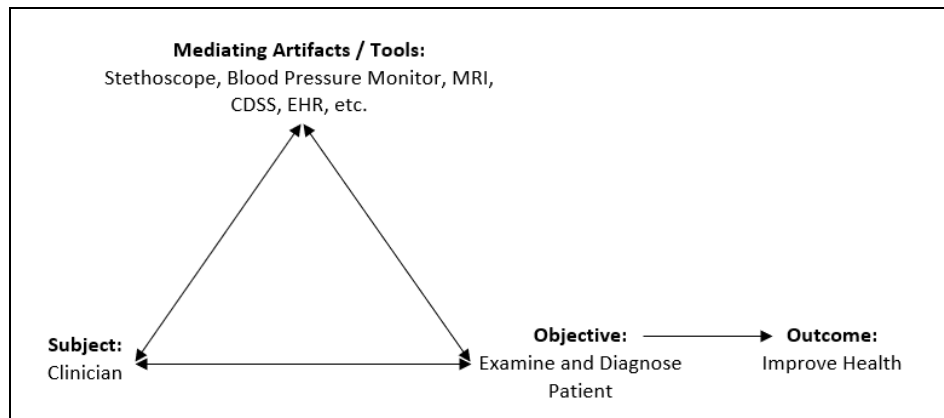 Mediating Artifacts / Tools:
Stethoscope, Blood Pressure Monitor, MRI,
CDSS, EHR, etc.
Subject:
Clinician
Objective:
Examine and Diagnose
Patient
Outcome:
Improve Health